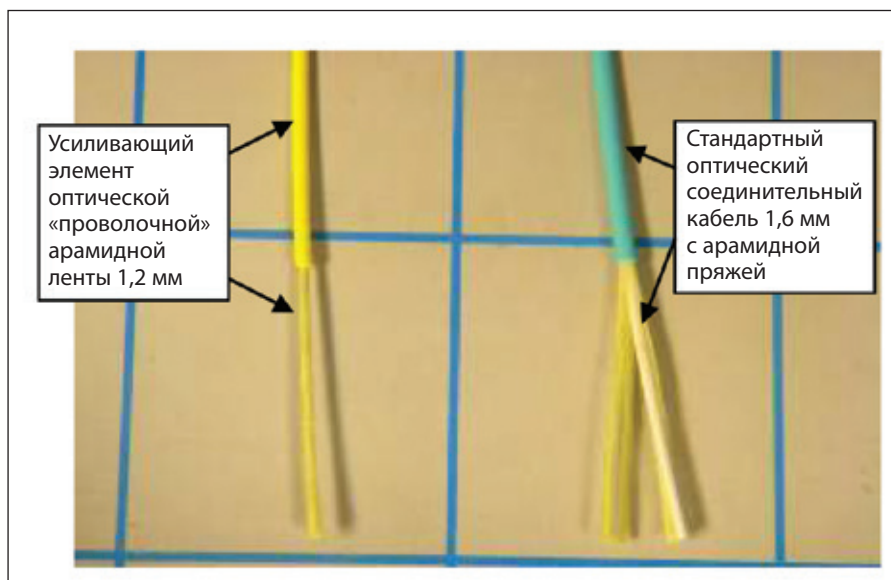 Усиливающий
элемент
оптической
«проволочной»
арамидной
ленты 1,2 мм
Стандартный
оптический
соединительный
кабель 1,6 мм
с арамидной
пряжей